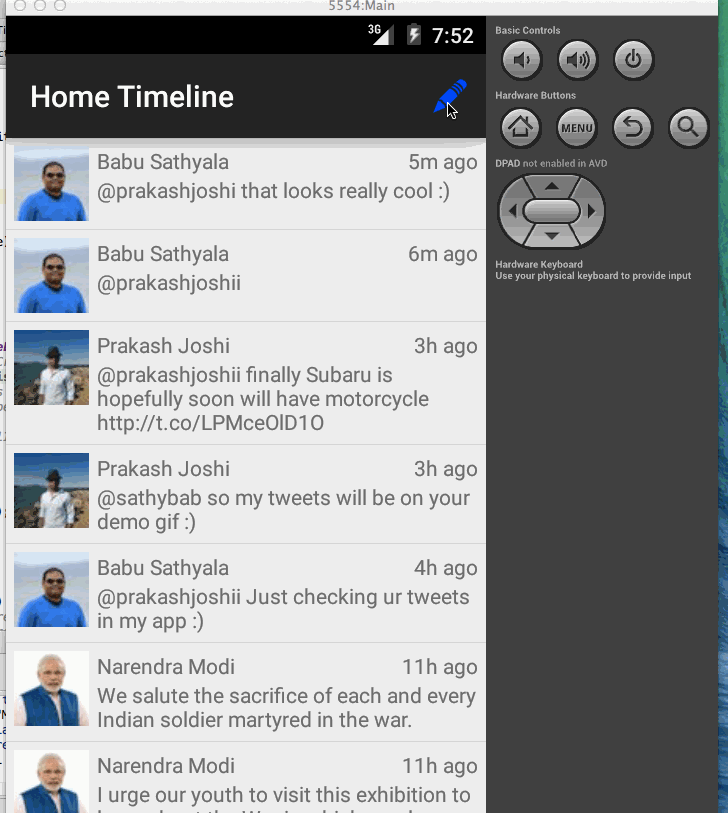 5554:Main
3G 7:52
Home Timeline
Babu Sathyala 5m ago
@prakashjoshi that looks really cool :)
Babu Sathyala 6m ago
@prakashjoshii
Prakash Joshi 3h ago
@prakashjoshii finally Subaru is
hopefully soon will have motorcycle
http://t.co/LPMceOlD1O
Prakash Joshi 3h ago
@sathybab so my tweets will be on your
demo gif :)
Babu Sathyala 4h ago
@prakashjoshii Just checking ur tweets
in my app :)
Narendra Modi 11h ago
We salute the sacrifice of each and every
Indian soldier martyred in the war.
Narendra Modi 11h ago
I urge our youth to visit this exhibition to
Basic Controls
Hardware Buttons
MENU
DPAD not enabled in AVD
Hardware Keyboard
Use your physical keyboard to provide input